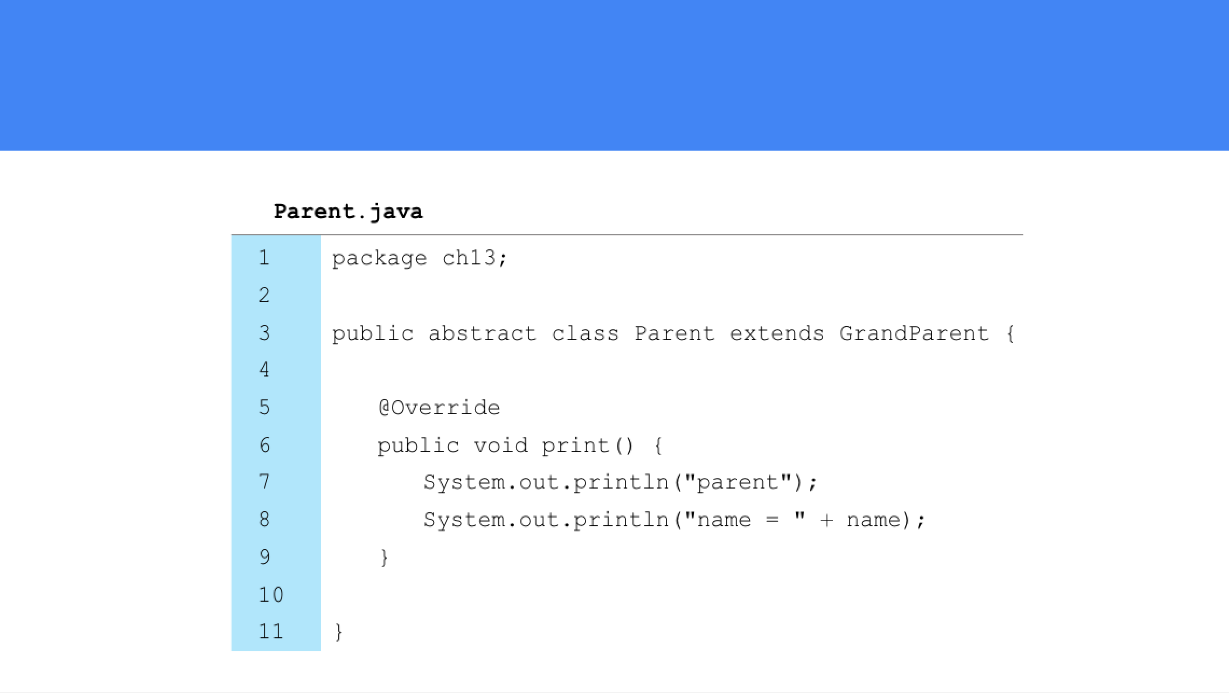 Parent.java
1 package ch13;
2
3 public abstract class Parent extends GrandParent {
4
5 @Override
6 public void print() {
7 System.out.println("parent");
8 System.out.println("name = " + name);
9 }
10
11 }